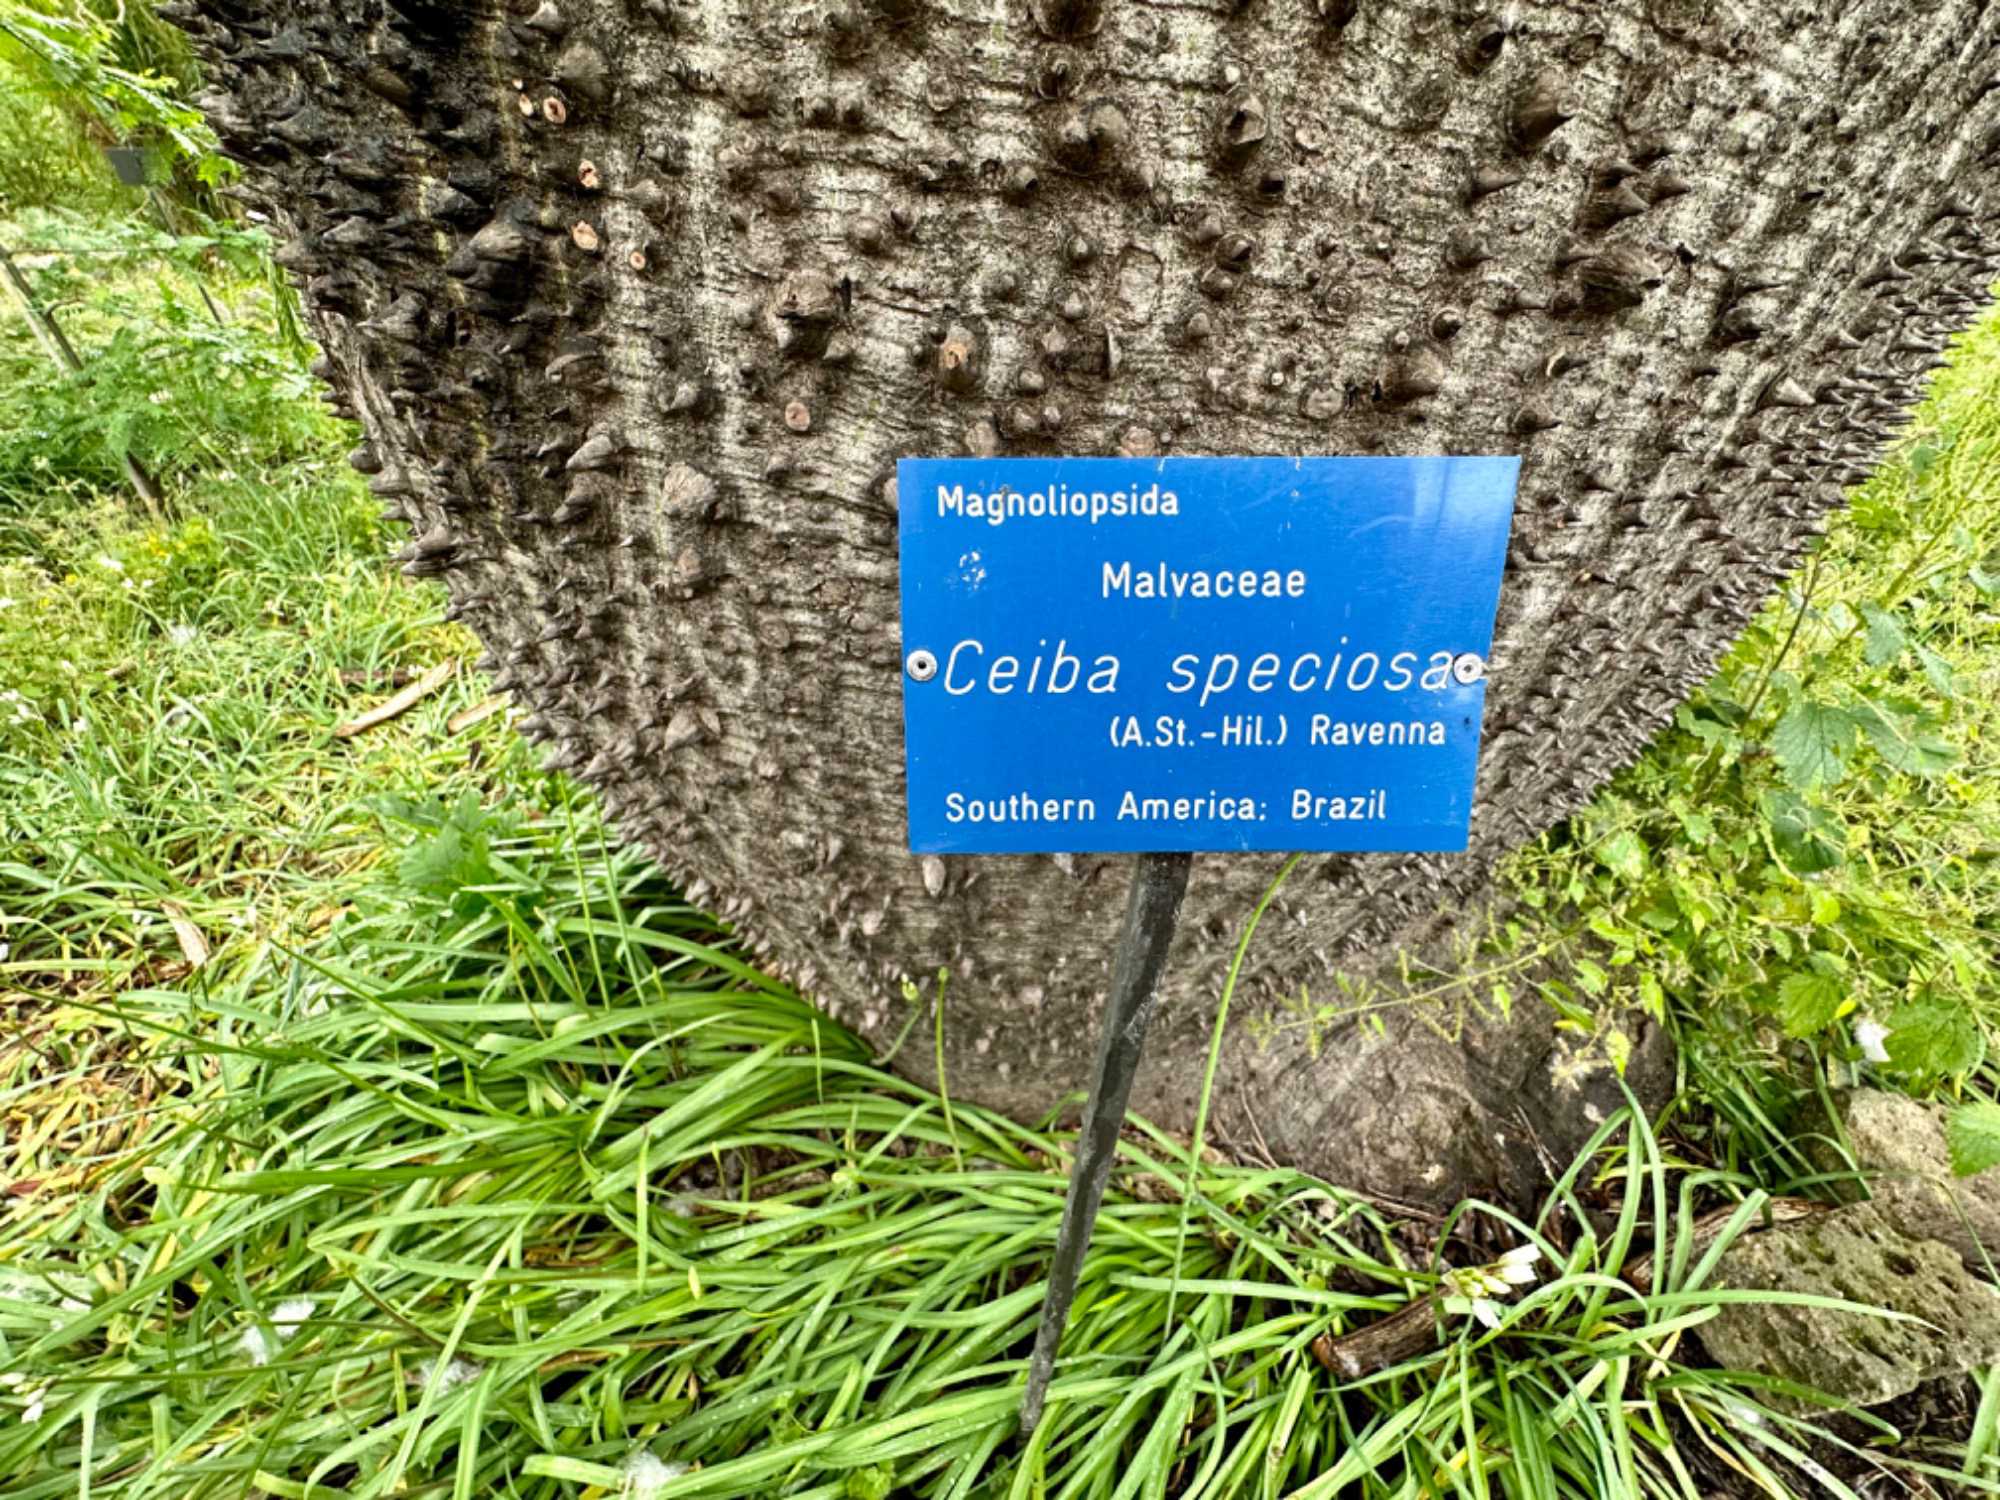 Magnoliopsida
Malvaceae
Ceiba speciosa
(A.St.-Hil.) Ravenna
Southern America: Brazil